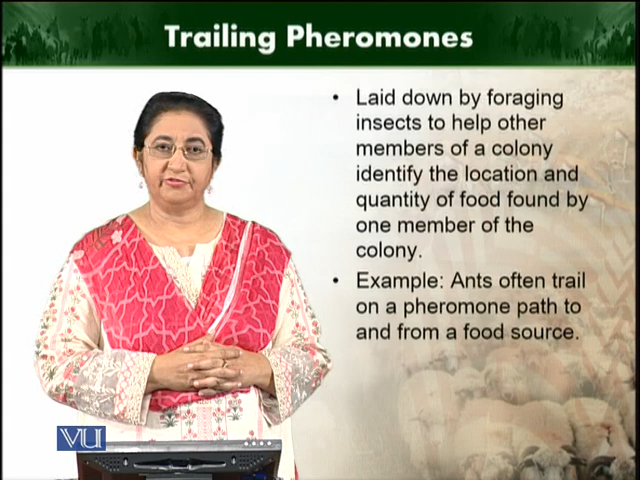 Trailing Pheromones
• Laid down by foraging
insects to help other
members of a colony
identify the location and
quantity of food found by
one member of the
colony.
• Example: Ants often trail
on a pheromone path to
and from a food source.
VU